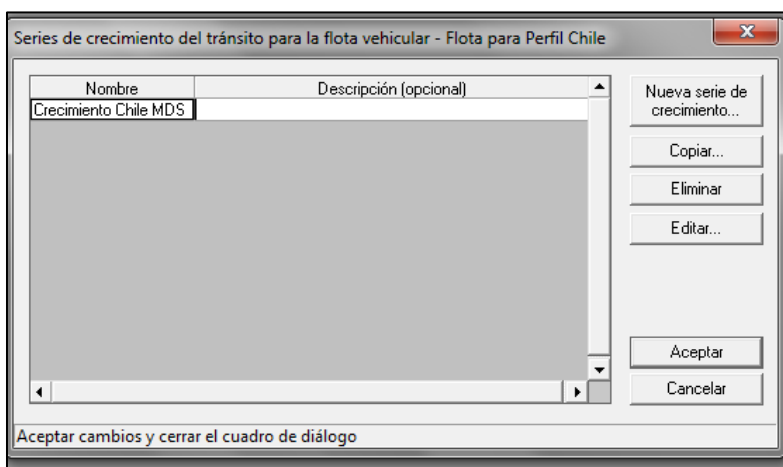 Series de crecimiento del tránsito para la flota vehicular - Flota para Perfil Chile
Nombre Descripción (opcional)
Crecimiento Chile MDS
Nueva serie de
crecimiento...
Copiar...
Eliminar
Editar...
Aceptar
Cancelar
Aceptar cambios y cerrar el cuadro de diálogo